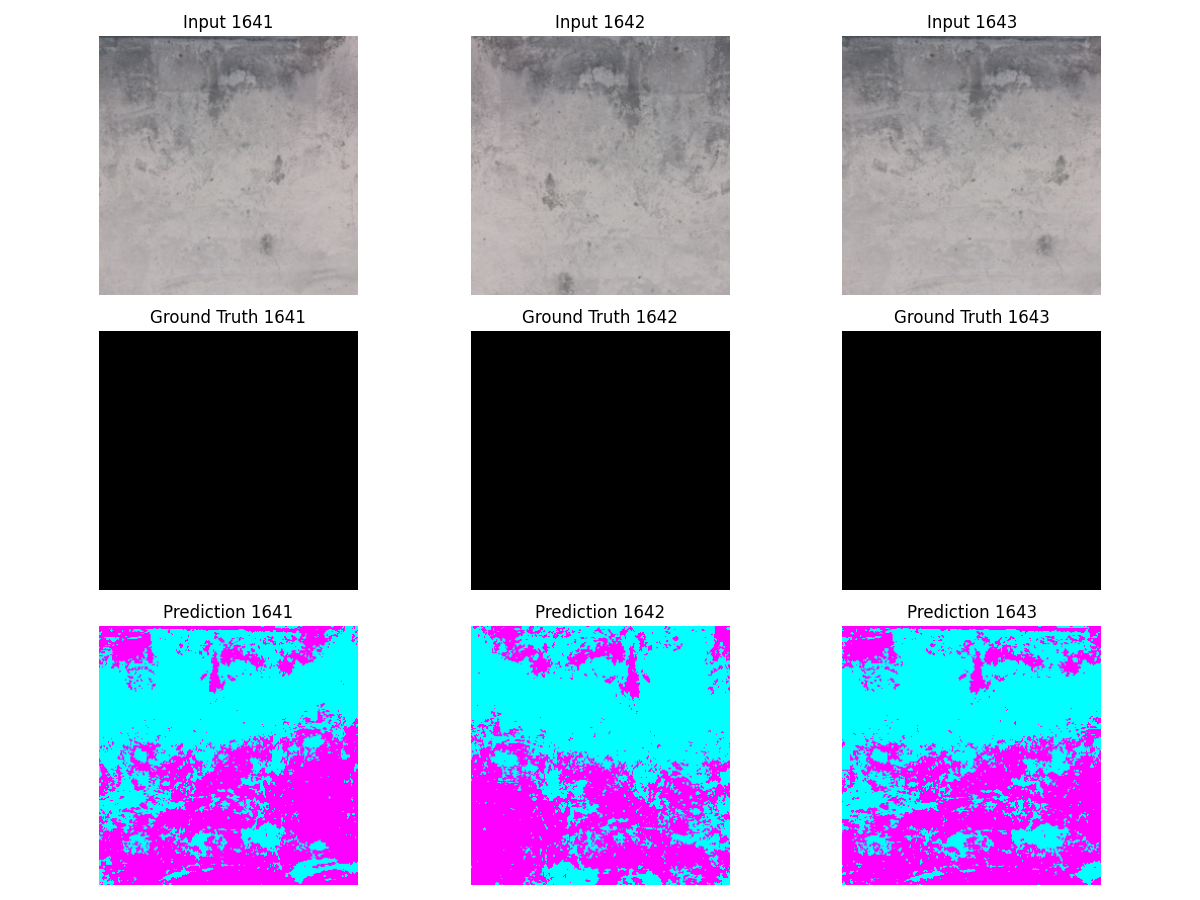 Input 1641
Input 1642
Input 1643
Ground Truth 1641
Ground Truth 1642
Ground Truth 1643
Prediction 1641
Prediction 1642
Prediction 1643